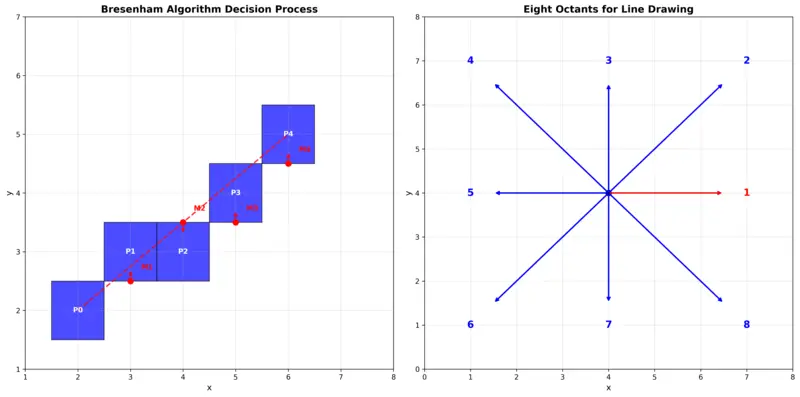 Bresenham Algorithm Decision Process
7
6
5
4
3
2
1
y
P0
P1
P2
P3
P4
M1
M2
1 2 3 4 5 6 7 8
x
Eight Octants for Line Drawing
8
7
6
5
4
3
2
1
0
y
4 3 2
5 1
6 7 8
0 1 2 3 4 5 6 7 8
x